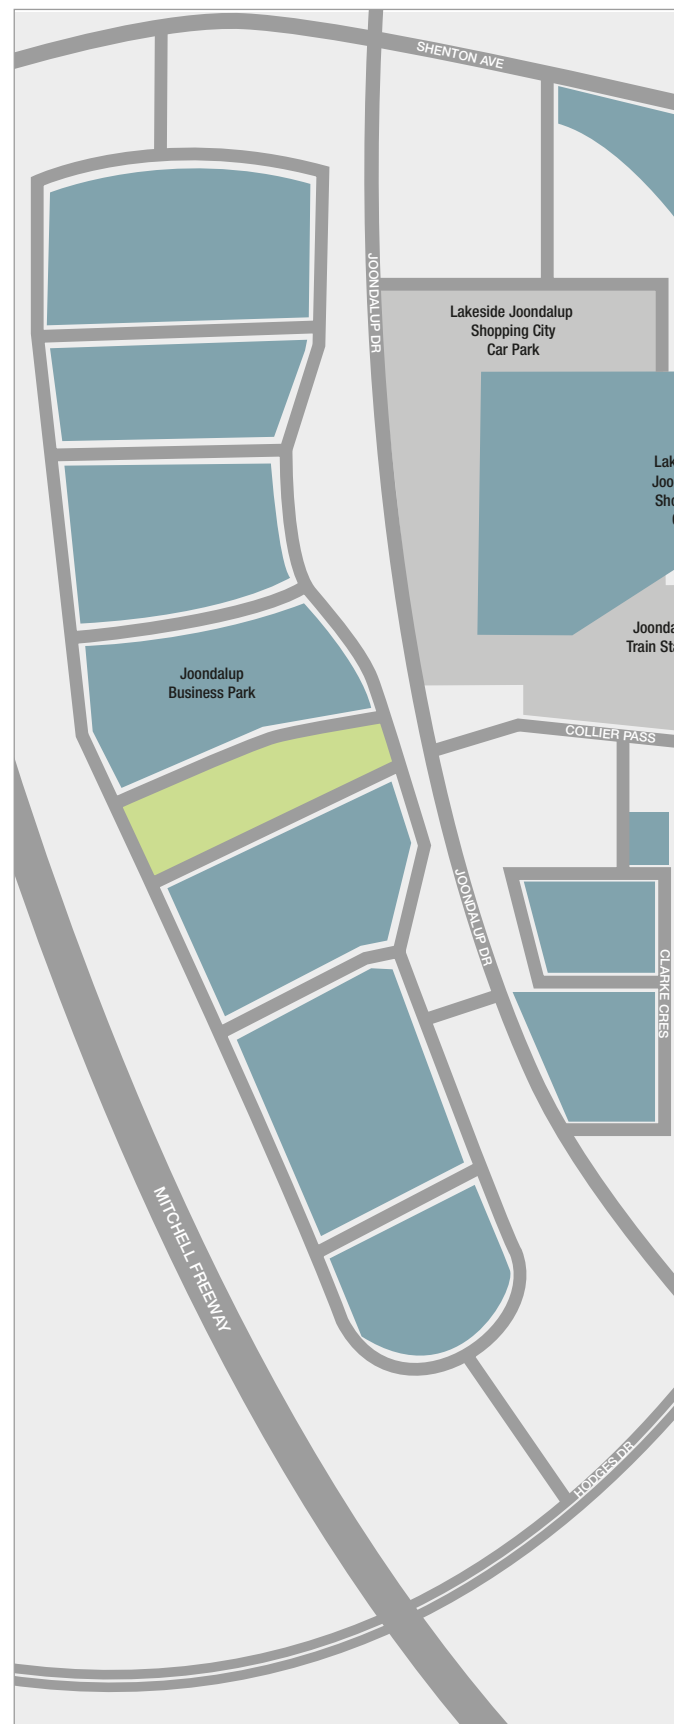 SHENTON AVE
JOONDALUP DR
Lakeside Joondalup
Shopping City
Car Park
Joondalup
Business Park
COLLIER PASS
JOONDALUP DR
CLARKE CRES
MITCHELL FREEWAY
HODGES DR